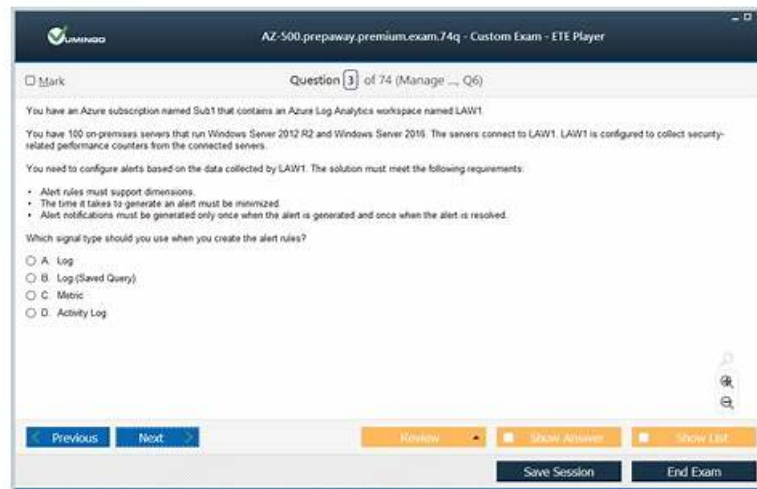 VUMINGO
AZ-500.prepaway.premium.exam.74q - Custom Exam - ETE Player
Mark
Question 3 of 74 (Manage ..., Q6)
You have an Azure subscription named Sub1 that contains an Azure Log Analytics workspace named LAW1.
You have 100 on-premises servers that run Windows Server 2012 R2 and Windows Server 2016. The servers connect to LAW1. LAW1 is configured to collect security-
related performance counters from the connected servers.
You need to configure alerts based on the data collected by LAW1. The solution must meet the following requirements:
• Alert rules must support dimensions.
• The time it takes to generate an alert must be minimized.
• Alert notifications must be generated only once when the alert is generated and once when the alert is resolved.
Which signal type should you use when you create the alert rules?
A. Log
B. Log (Saved Query)
C. Metric
D. Activity Log
Previous
Next
Review
Show Answer
Show List
Save Session
End Exam